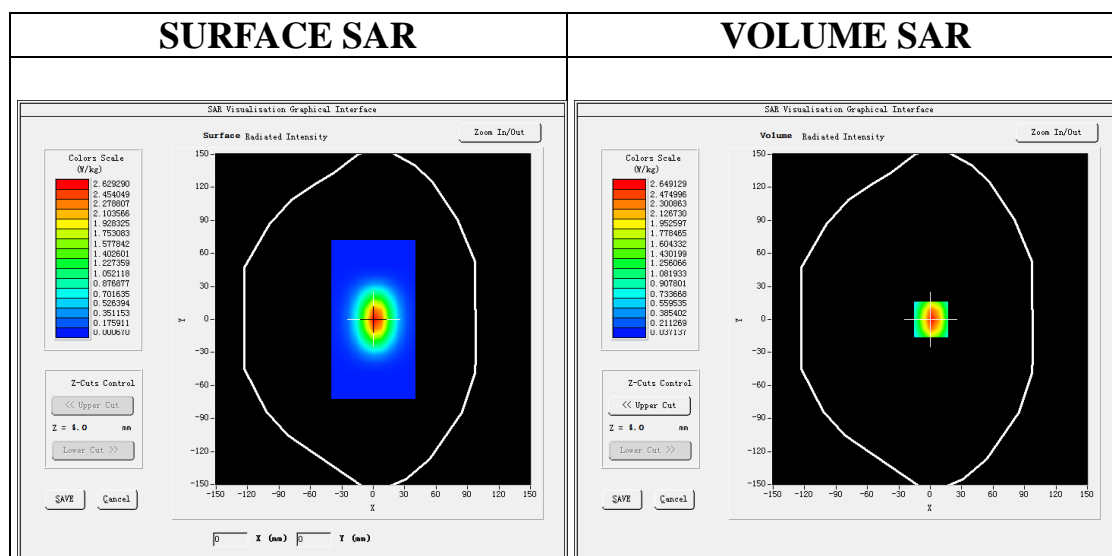 SURFACE SAR
VOLUME SAR
SAR Visualisation Graphical Interface
Surface Radiated Intensity
Zoom In/Out
Colors Scale
(W/kg)
2.629290
2.454049
2.278807
2.103566
1.928325
1.753083
1.577842
1.402601
1.227359
1.052118
0.876877
0.701635
0.526394
0.351153
0.175911
0.000670
Z-Cuts Control
<< Upper Cut
Z = 4.0 mm
Lower Cut >>
SAVE Cancel
150
120
90
60
30
0
-30
-60
-90
-120
-150
Y
-150 -120 -90 -60 -30 0 30 60 90 120 150
X
0 X (mm) 0 Y (mm)
SAR Visualisation Graphical Interface
Volume Radiated Intensity
Zoom In/Out
Colors Scale
(W/kg)
2.649129
2.474996
2.300863
2.126730
1.952597
1.778465
1.604332
1.430199
1.256066
1.081933
0.907801
0.733668
0.559535
0.385402
0.211269
0.037137
Z-Cuts Control
<< Upper Cut
Z = 4.0 mm
Lower Cut >>
SAVE Cancel
150
120
90
60
30
0
-30
-60
-90
-120
-150
Y
-150 -120 -90 -60 -30 0 30 60 90 120 150
X